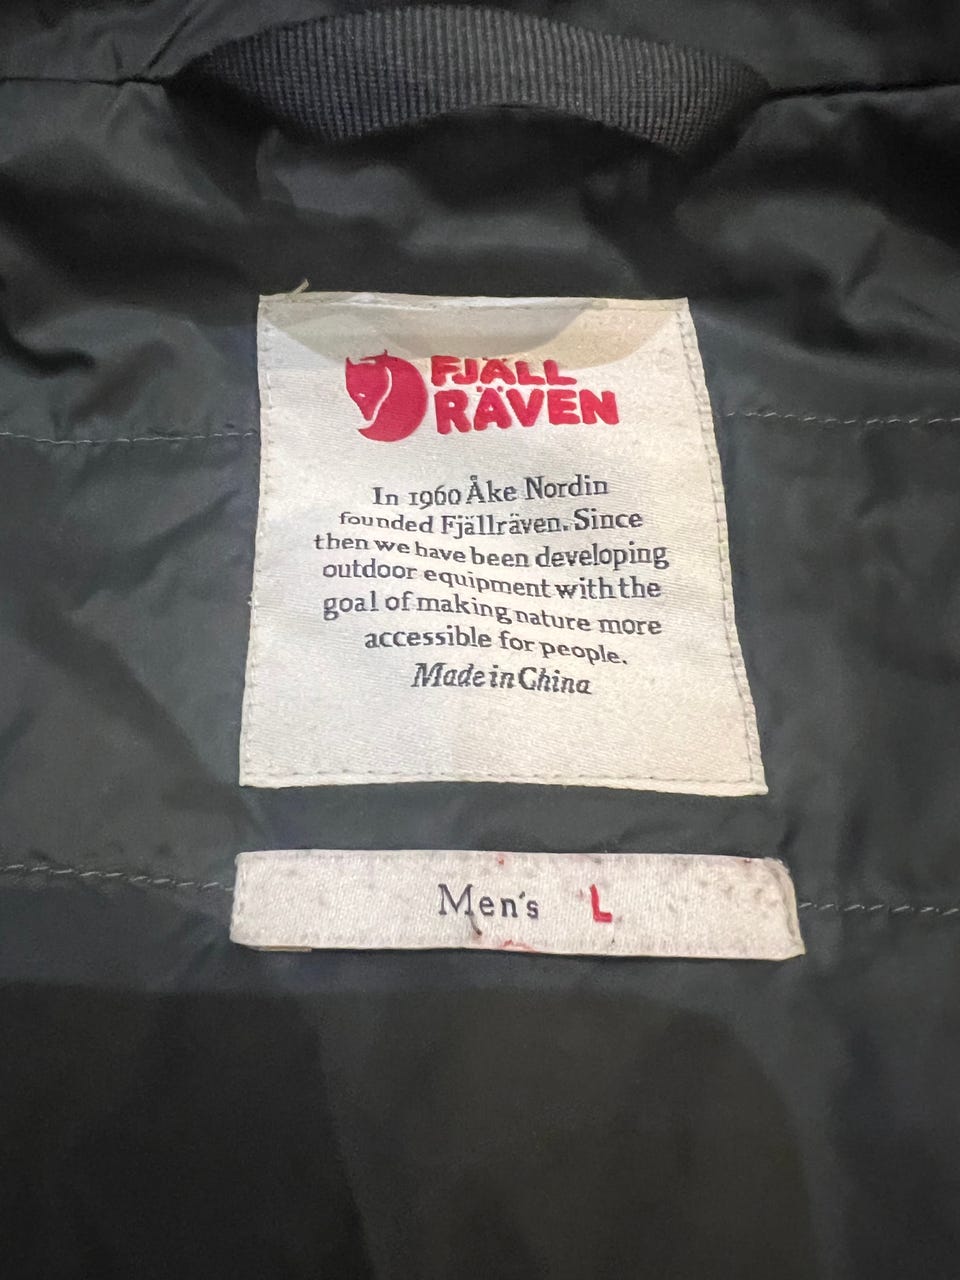 FJÄLL
RÄVEN
In 1960 Åke Nordin
founded Fjällräven. Since
then we have been developing
outdoor equipment with the
goal of making nature more
accessible for people.
Made in China
Men's L